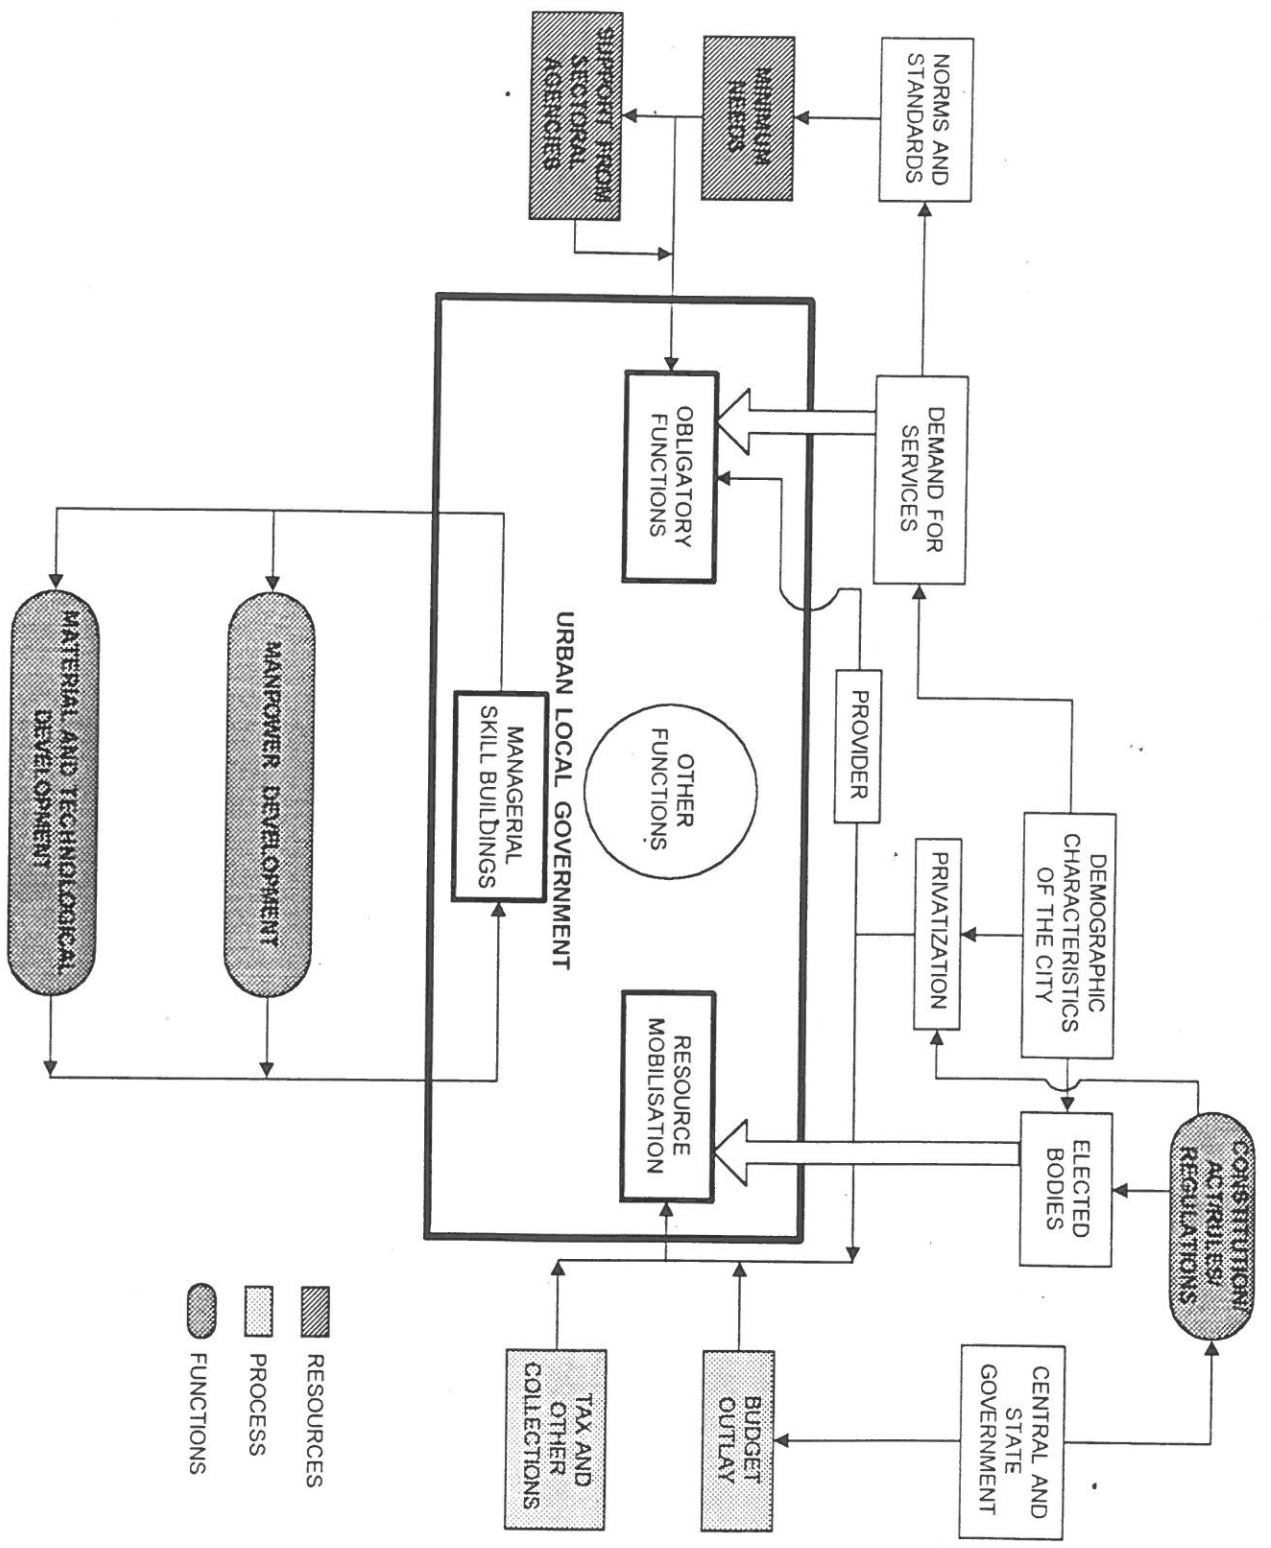 CONSTITUTION/
ACT/RULES/
REGULATIONS
DEMOGRAPHIC
CHARACTERISTICS
OF THE CITY
ELECTED
BODIES
CENTRAL AND
STATE
GOVERNMENT
NORMS AND
STANDARDS
DEMAND FOR
SERVICES
PRIVATIZATION
PROVIDER
MINIMUM
NEEDS
BUDGET
OUTLAY
OBLIGATORY
FUNCTIONS
OTHER
FUNCTIONS
RESOURCE
MOBILISATION
SUPPORT FROM
SECTORAL
AGENCIES
URBAN LOCAL GOVERNMENT
TAX AND
OTHER
COLLECTIONS
MANAGERIAL
SKILL BUILDINGS
MANPOWER DEVELOPMENT
MATERIAL AND TECHNOLOGICAL
DEVELOPMENT
RESOURCES
PROCESS
FUNCTIONS